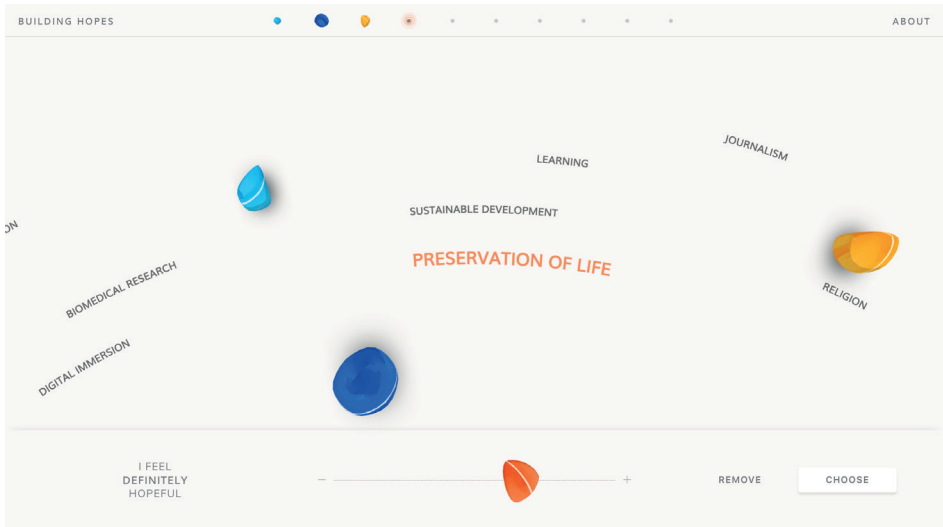 BUILDING HOPES
ABOUT
JOURNALISM
LEARNING
SUSTAINABLE DEVELOPMENT
ON
PRESERVATION OF LIFE
BIOMEDICAL RESEARCH
RELIGION
DIGITAL IMMERSION
I FEEL
DEFINITELY
HOPEFUL
− +
REMOVE
CHOOSE